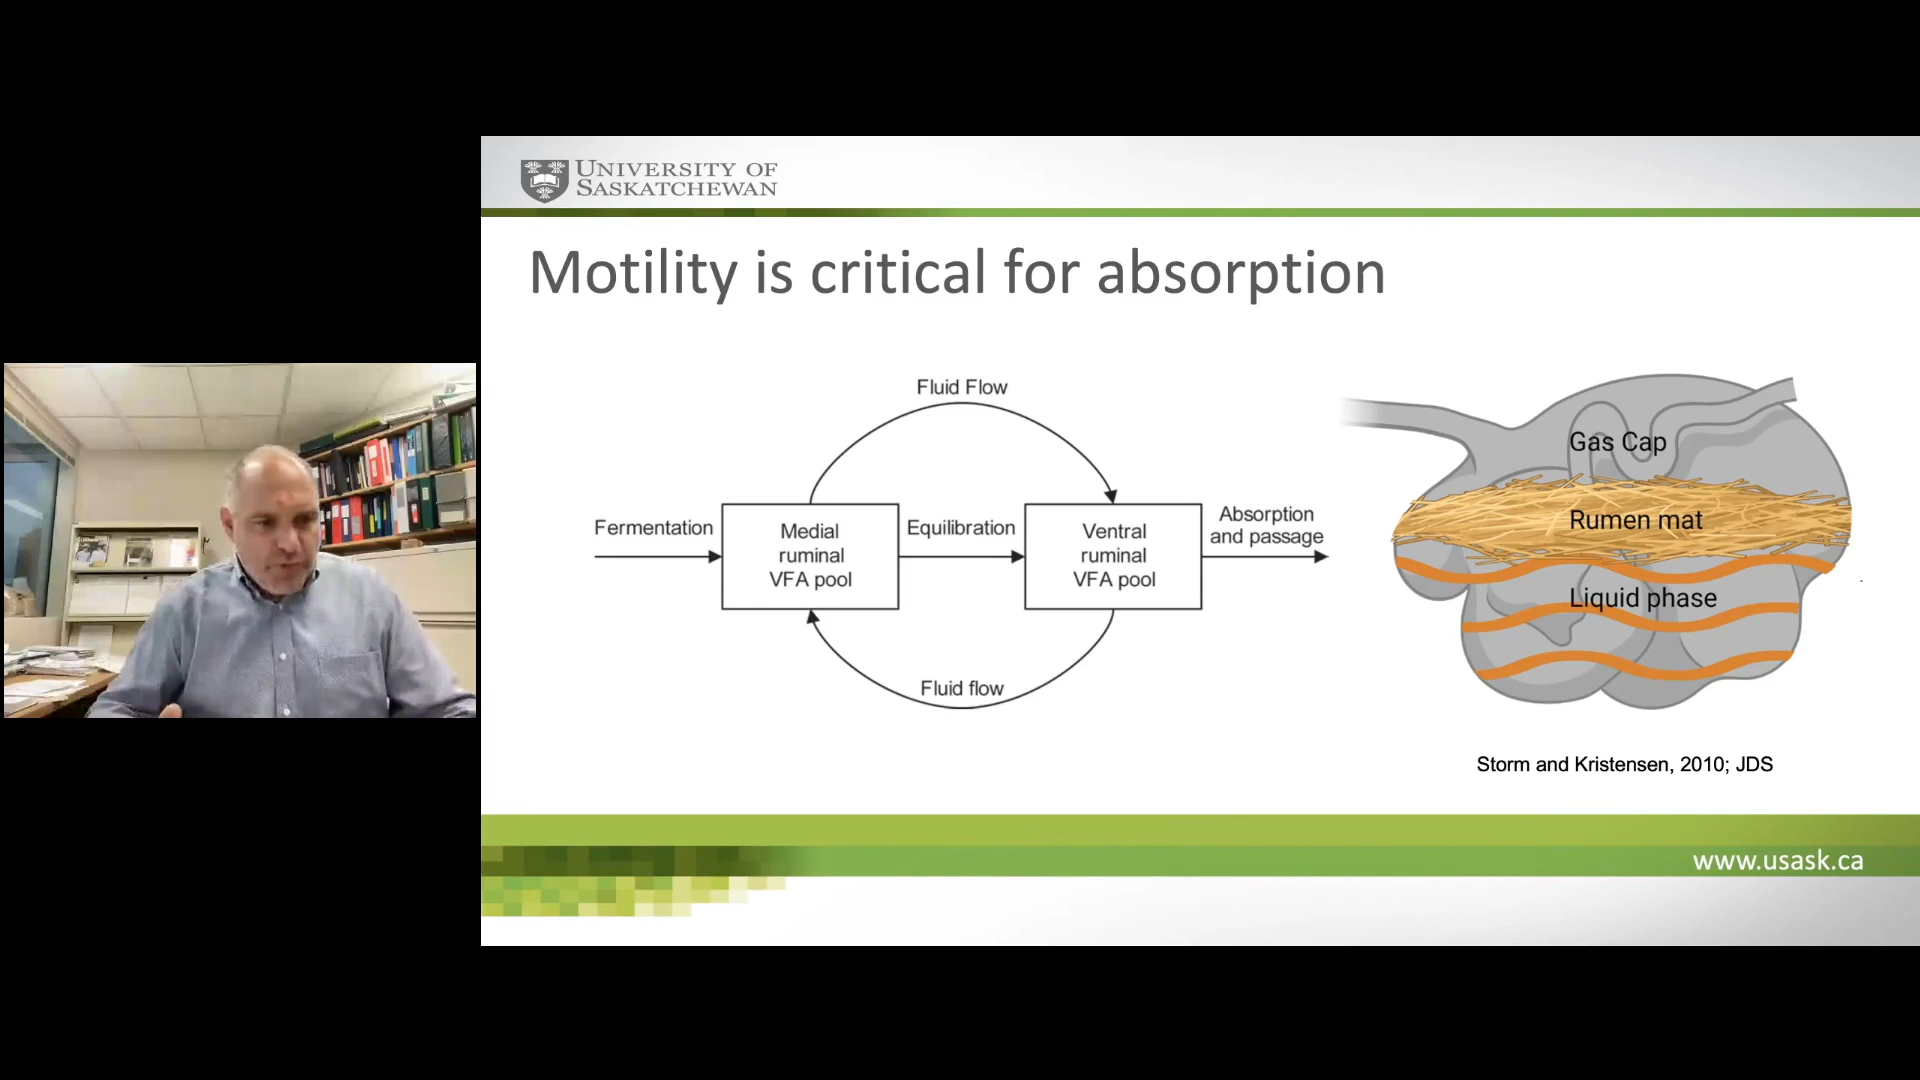 UNIVERSITY OF
SASKATCHEWAN
Motility is critical for absorption
Fluid Flow
Fermentation
Medial
ruminal
VFA pool
Equilibration
Ventral
ruminal
VFA pool
Absorption
and passage
Fluid flow
Gas Cap
Rumen mat
Liquid phase
Storm and Kristensen, 2010; JDS
www.usask.ca